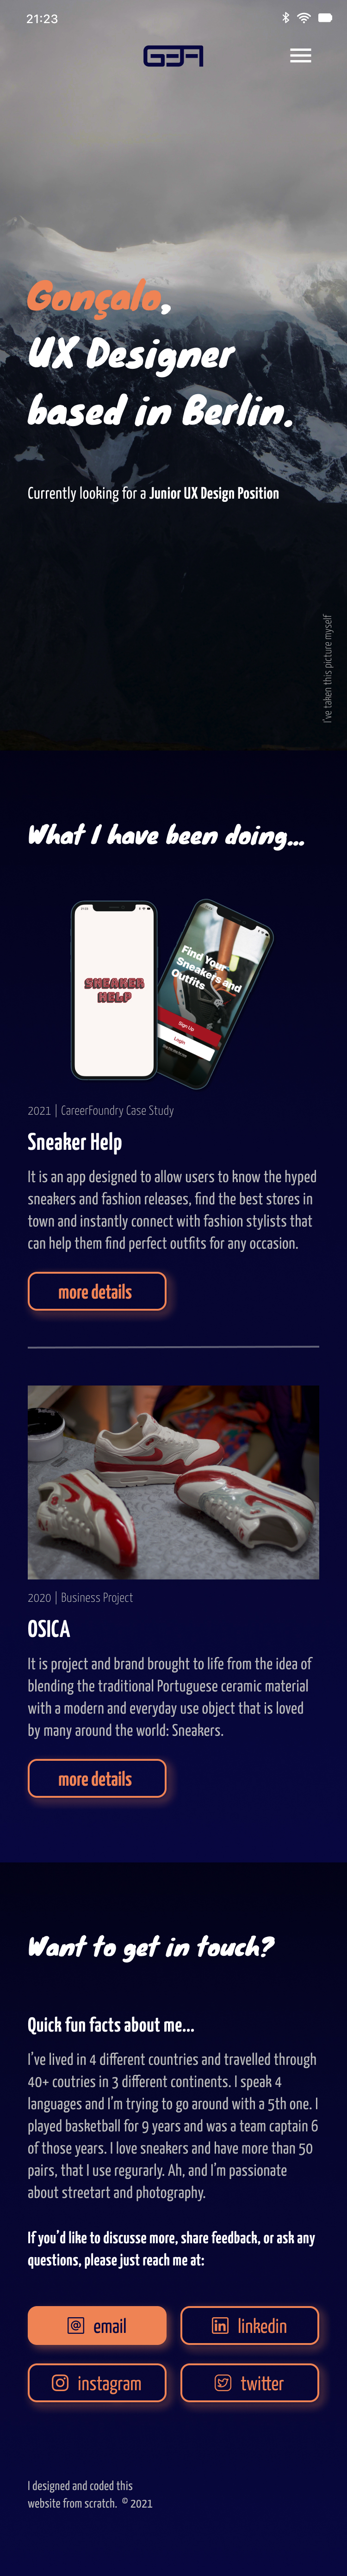 21:23
Gonçalo,
UX Designer
based in Berlin.
Currently looking for a Junior UX Design Position
I've taken this picture myself
What I have been doing...
SNEAKER
HELP
Find Your
Sneakers and
Outfits
Sign Up
Login
2021 | CareerFoundry Case Study
Sneaker Help
It is an app designed to allow users to know the hyped
sneakers and fashion releases, find the best stores in
town and instantly connect with fashion stylists that
can help them find perfect outfits for any occasion.
more details
2020 | Business Project
OSICA
It is project and brand brought to life from the idea of
blending the traditional Portuguese ceramic material
with a modern and everyday use object that is loved
by many around the world: Sneakers.
more details
Want to get in touch?
Quick fun facts about me...
I've lived in 4 different countries and travelled through
40+ coutries in 3 different continents. I speak 4
languages and I'm trying to go around with a 5th one. I
played basketball for 9 years and was a team captain 6
of those years. I love sneakers and have more than 50
pairs, that I use regurarly. Ah, and I'm passionate
about streetart and photography.
If you'd like to discusse more, share feedback, or ask any
questions, please just reach me at:
email
linkedin
instagram
twitter
I designed and coded this
website from scratch. © 2021